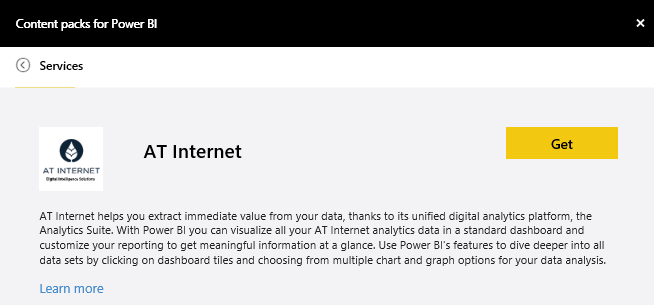 Content packs for Power BI
Services
AT INTERNET
Digital Intelligence Solutions
AT Internet
Get
AT Internet helps you extract immediate value from your data, thanks to its unified digital analytics platform, the
Analytics Suite. With Power BI you can visualize all your AT Internet analytics data in a standard dashboard and
customize your reporting to get meaningful information at a glance. Use Power BI's features to dive deeper into all
data sets by clicking on dashboard tiles and choosing from multiple chart and graph options for your data analysis.
Learn more